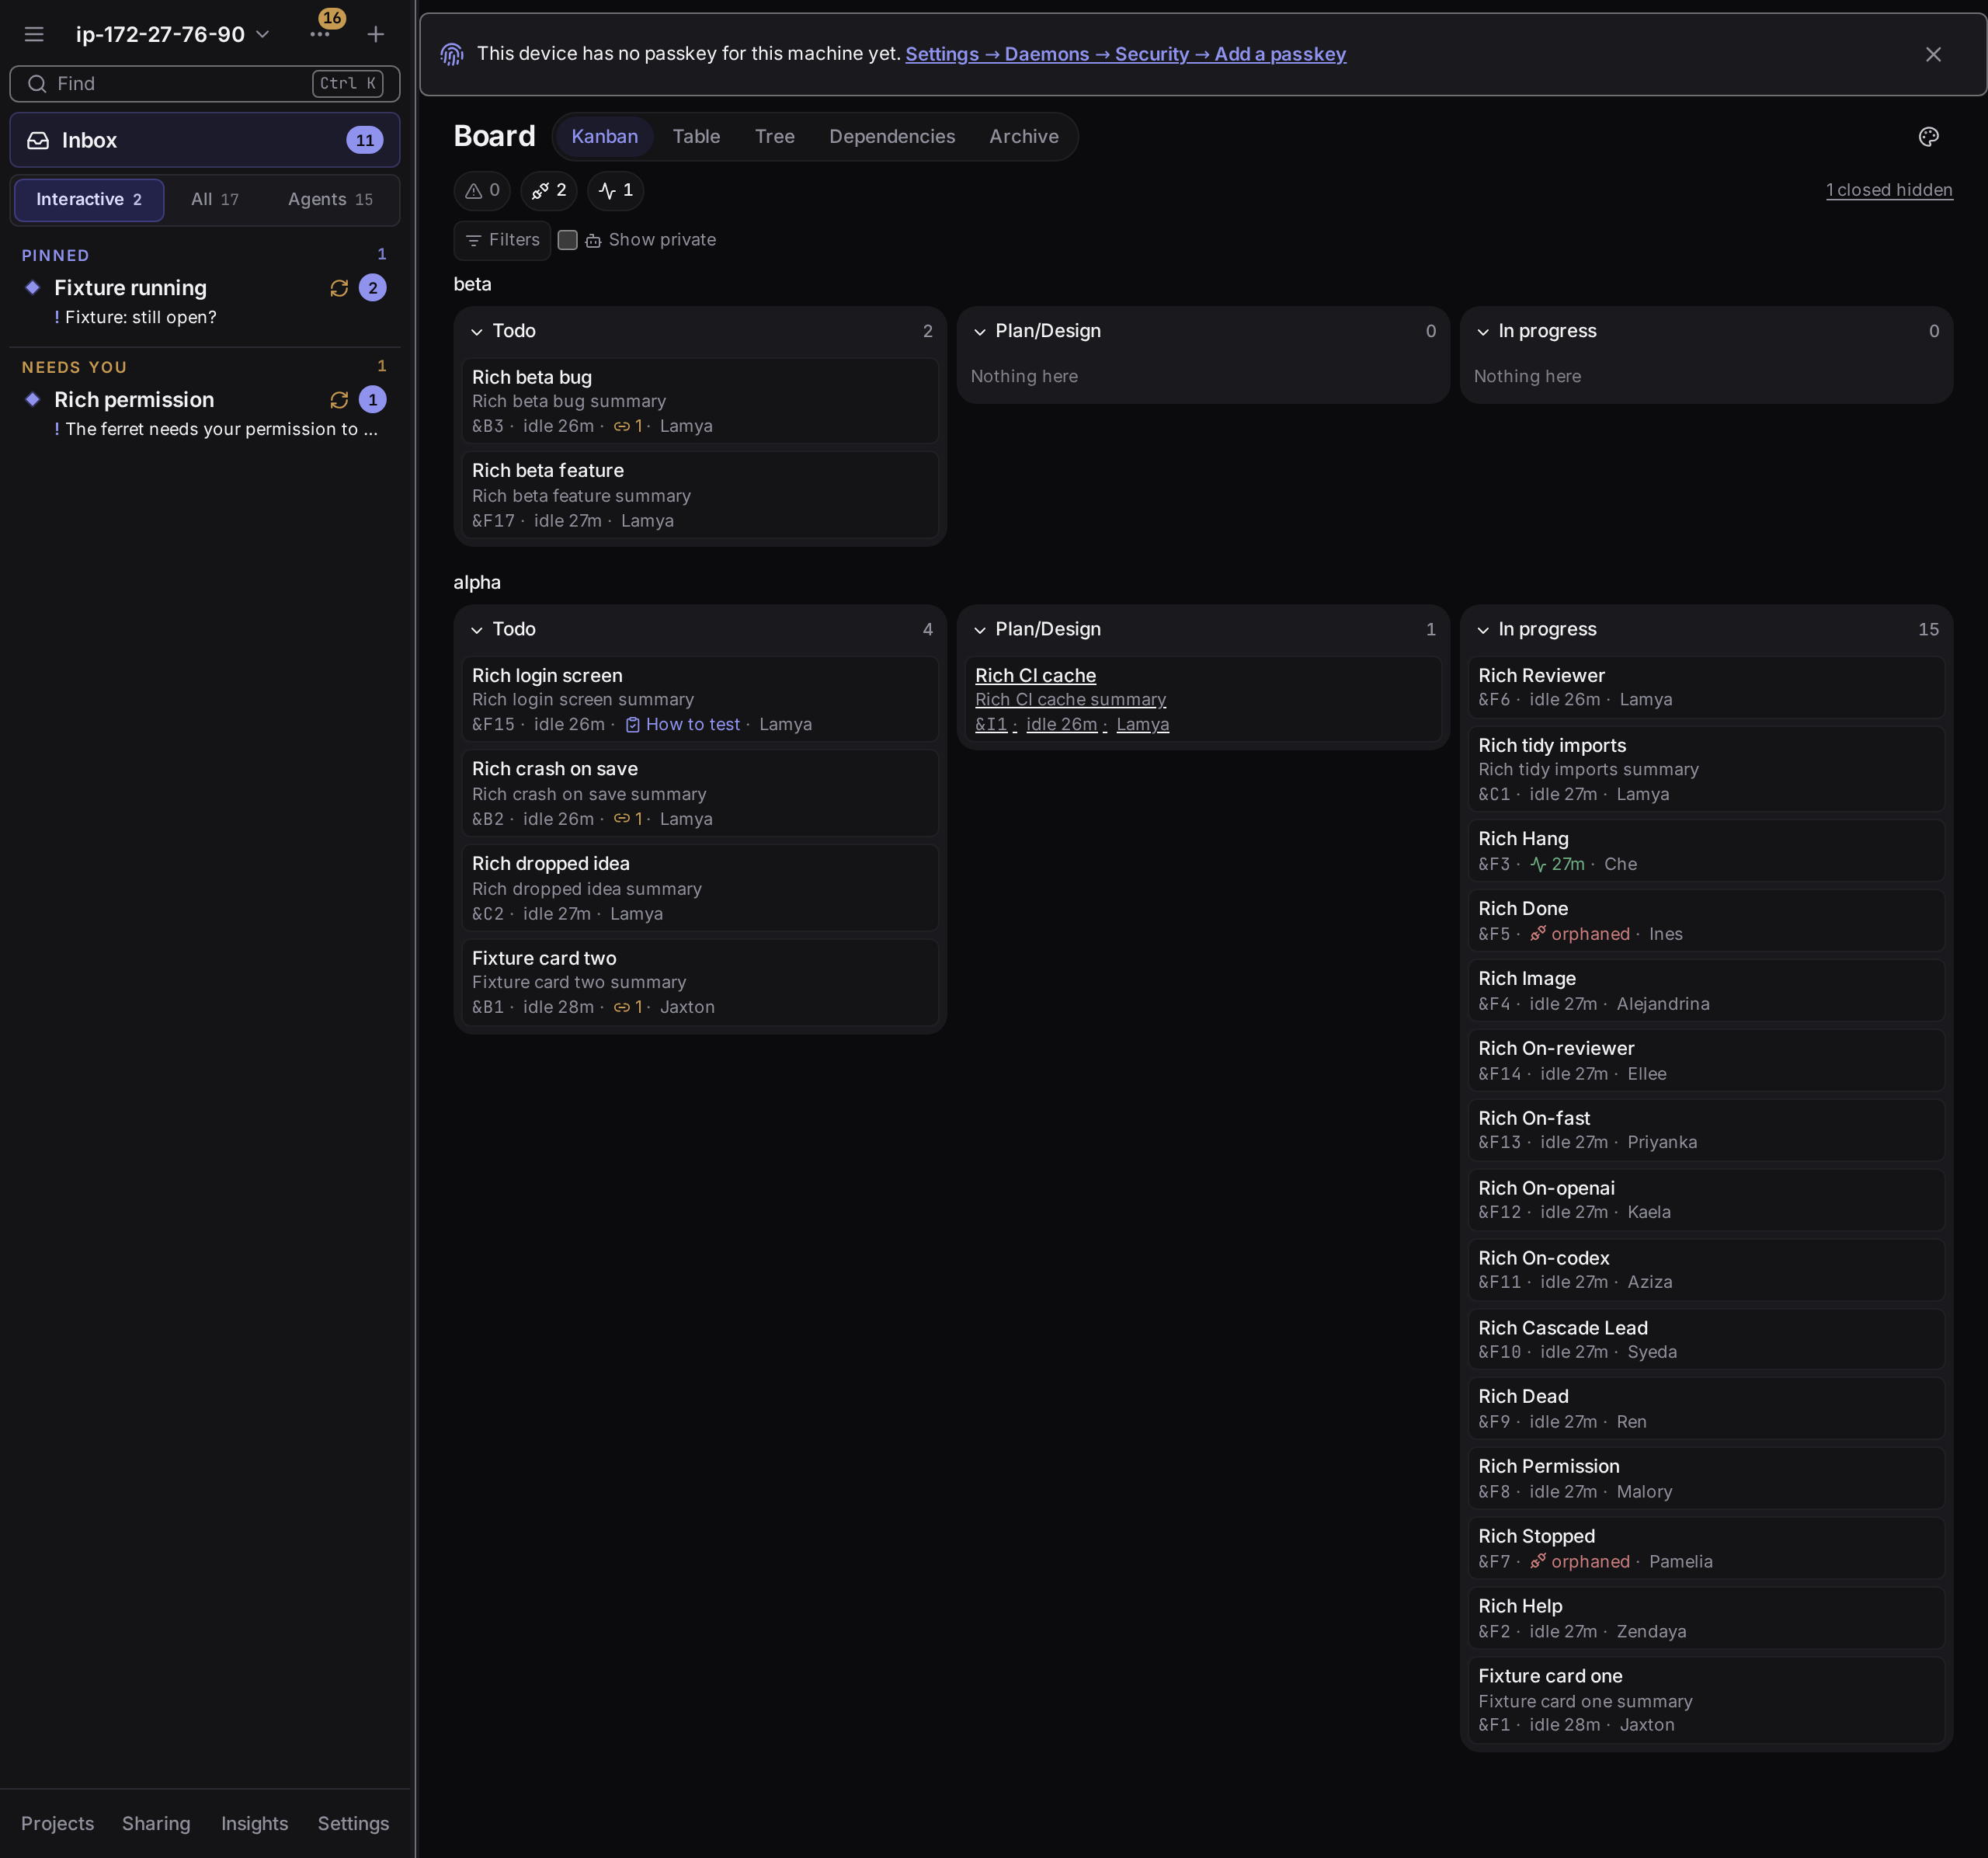 ip-172-27-76-90
16
Find
Ctrl K
Inbox
11
Interactive 2
All 17
Agents 15
PINNED
1
Fixture running
2
! Fixture: still open?
NEEDS YOU
1
Rich permission
1
! The ferret needs your permission to ...
Projects
Sharing
Insights
Settings
This device has no passkey for this machine yet. Settings → Daemons → Security → Add a passkey
Board
Kanban
Table
Tree
Dependencies
Archive
0
2
1
1 closed hidden
Filters
Show private
beta
Todo
2
Rich beta bug
Rich beta bug summary
&B3 · idle 26m · 1 · Lamya
Rich beta feature
Rich beta feature summary
&F17 · idle 27m · Lamya
Plan/Design
0
Nothing here
In progress
0
Nothing here
alpha
Todo
4
Rich login screen
Rich login screen summary
&F15 · idle 26m · How to test · Lamya
Rich crash on save
Rich crash on save summary
&B2 · idle 26m · 1 · Lamya
Rich dropped idea
Rich dropped idea summary
&C2 · idle 27m · Lamya
Fixture card two
Fixture card two summary
&B1 · idle 28m · 1 · Jaxton
Plan/Design
1
Rich CI cache
Rich CI cache summary
&I1 · idle 26m · Lamya
In progress
15
Rich Reviewer
&F6 · idle 26m · Lamya
Rich tidy imports
Rich tidy imports summary
&C1 · idle 27m · Lamya
Rich Hang
&F3 · 27m · Che
Rich Done
&F5 · orphaned · Ines
Rich Image
&F4 · idle 27m · Alejandrina
Rich On-reviewer
&F14 · idle 27m · Ellee
Rich On-fast
&F13 · idle 27m · Priyanka
Rich On-openai
&F12 · idle 27m · Kaela
Rich On-codex
&F11 · idle 27m · Aziza
Rich Cascade Lead
&F10 · idle 27m · Syeda
Rich Dead
&F9 · idle 27m · Ren
Rich Permission
&F8 · idle 27m · Malory
Rich Stopped
&F7 · orphaned · Pamelia
Rich Help
&F2 · idle 27m · Zendaya
Fixture card one
Fixture card one summary
&F1 · idle 28m · Jaxton